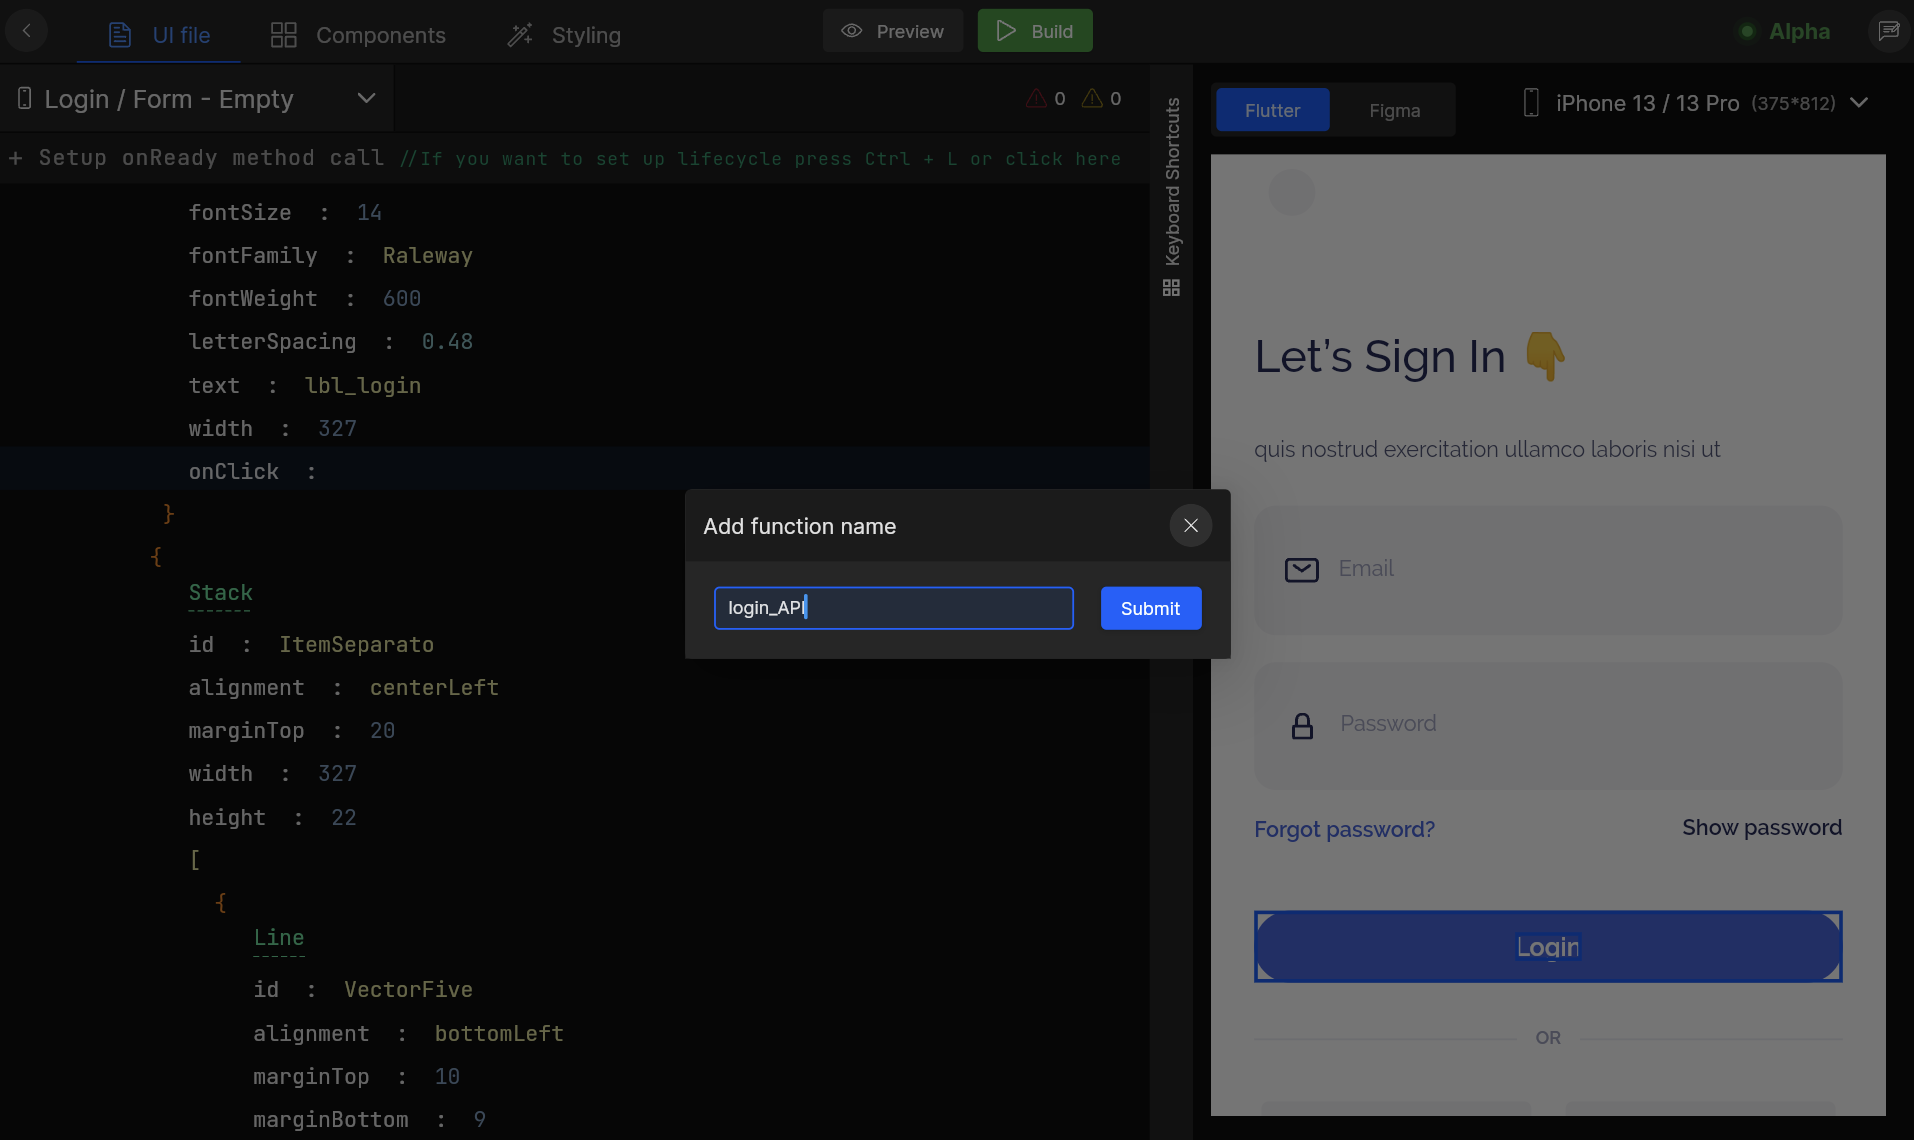 UI file
Components
Styling
Preview
Build
Alpha
Login / Form - Empty
0
0
+ Setup onReady method call //If you want to set up lifecycle press Ctrl + L or click here
fontSize : 14
fontFamily : Raleway
fontWeight : 600
letterSpacing : 0.48
text : lbl_login
width : 327
onClick :
}
{
Stack
id : ItemSeparato
alignment : centerLeft
marginTop : 20
width : 327
height : 22
[
{
Line
id : VectorFive
alignment : bottomLeft
marginTop : 10
marginBottom : 9
Keyboard Shortcuts
Add function name
login_API
Submit
Flutter
Figma
iPhone 13 / 13 Pro (375*812)
Let's Sign In 👇
quis nostrud exercitation ullamco laboris nisi ut
Email
Password
Forgot password?
Show password
Login
OR